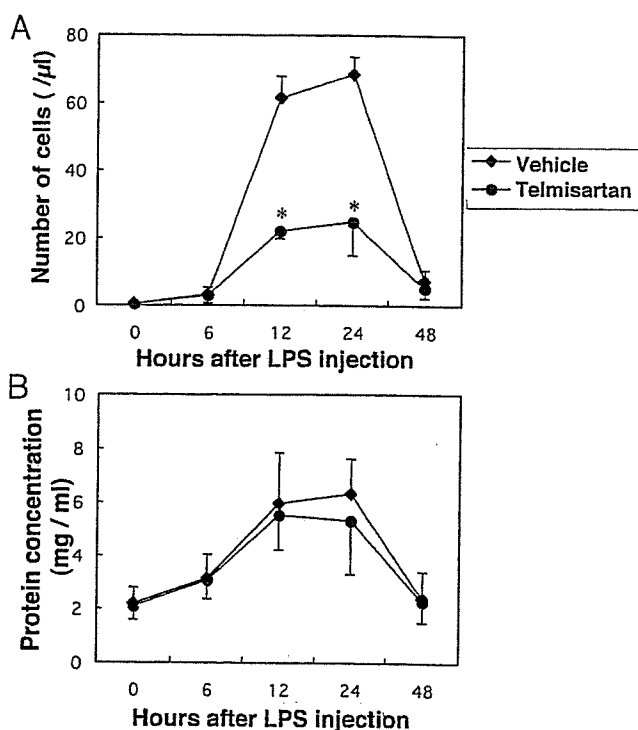 A
Number of cells ( /μl)
80
60
40
20
0
* *
0 6 12 24 48
Hours after LPS injection
Vehicle
Telmisartan
B
Protein concentration
(mg / ml)
10
8
6
4
2
0
0 6 12 24 48
Hours after LPS injection